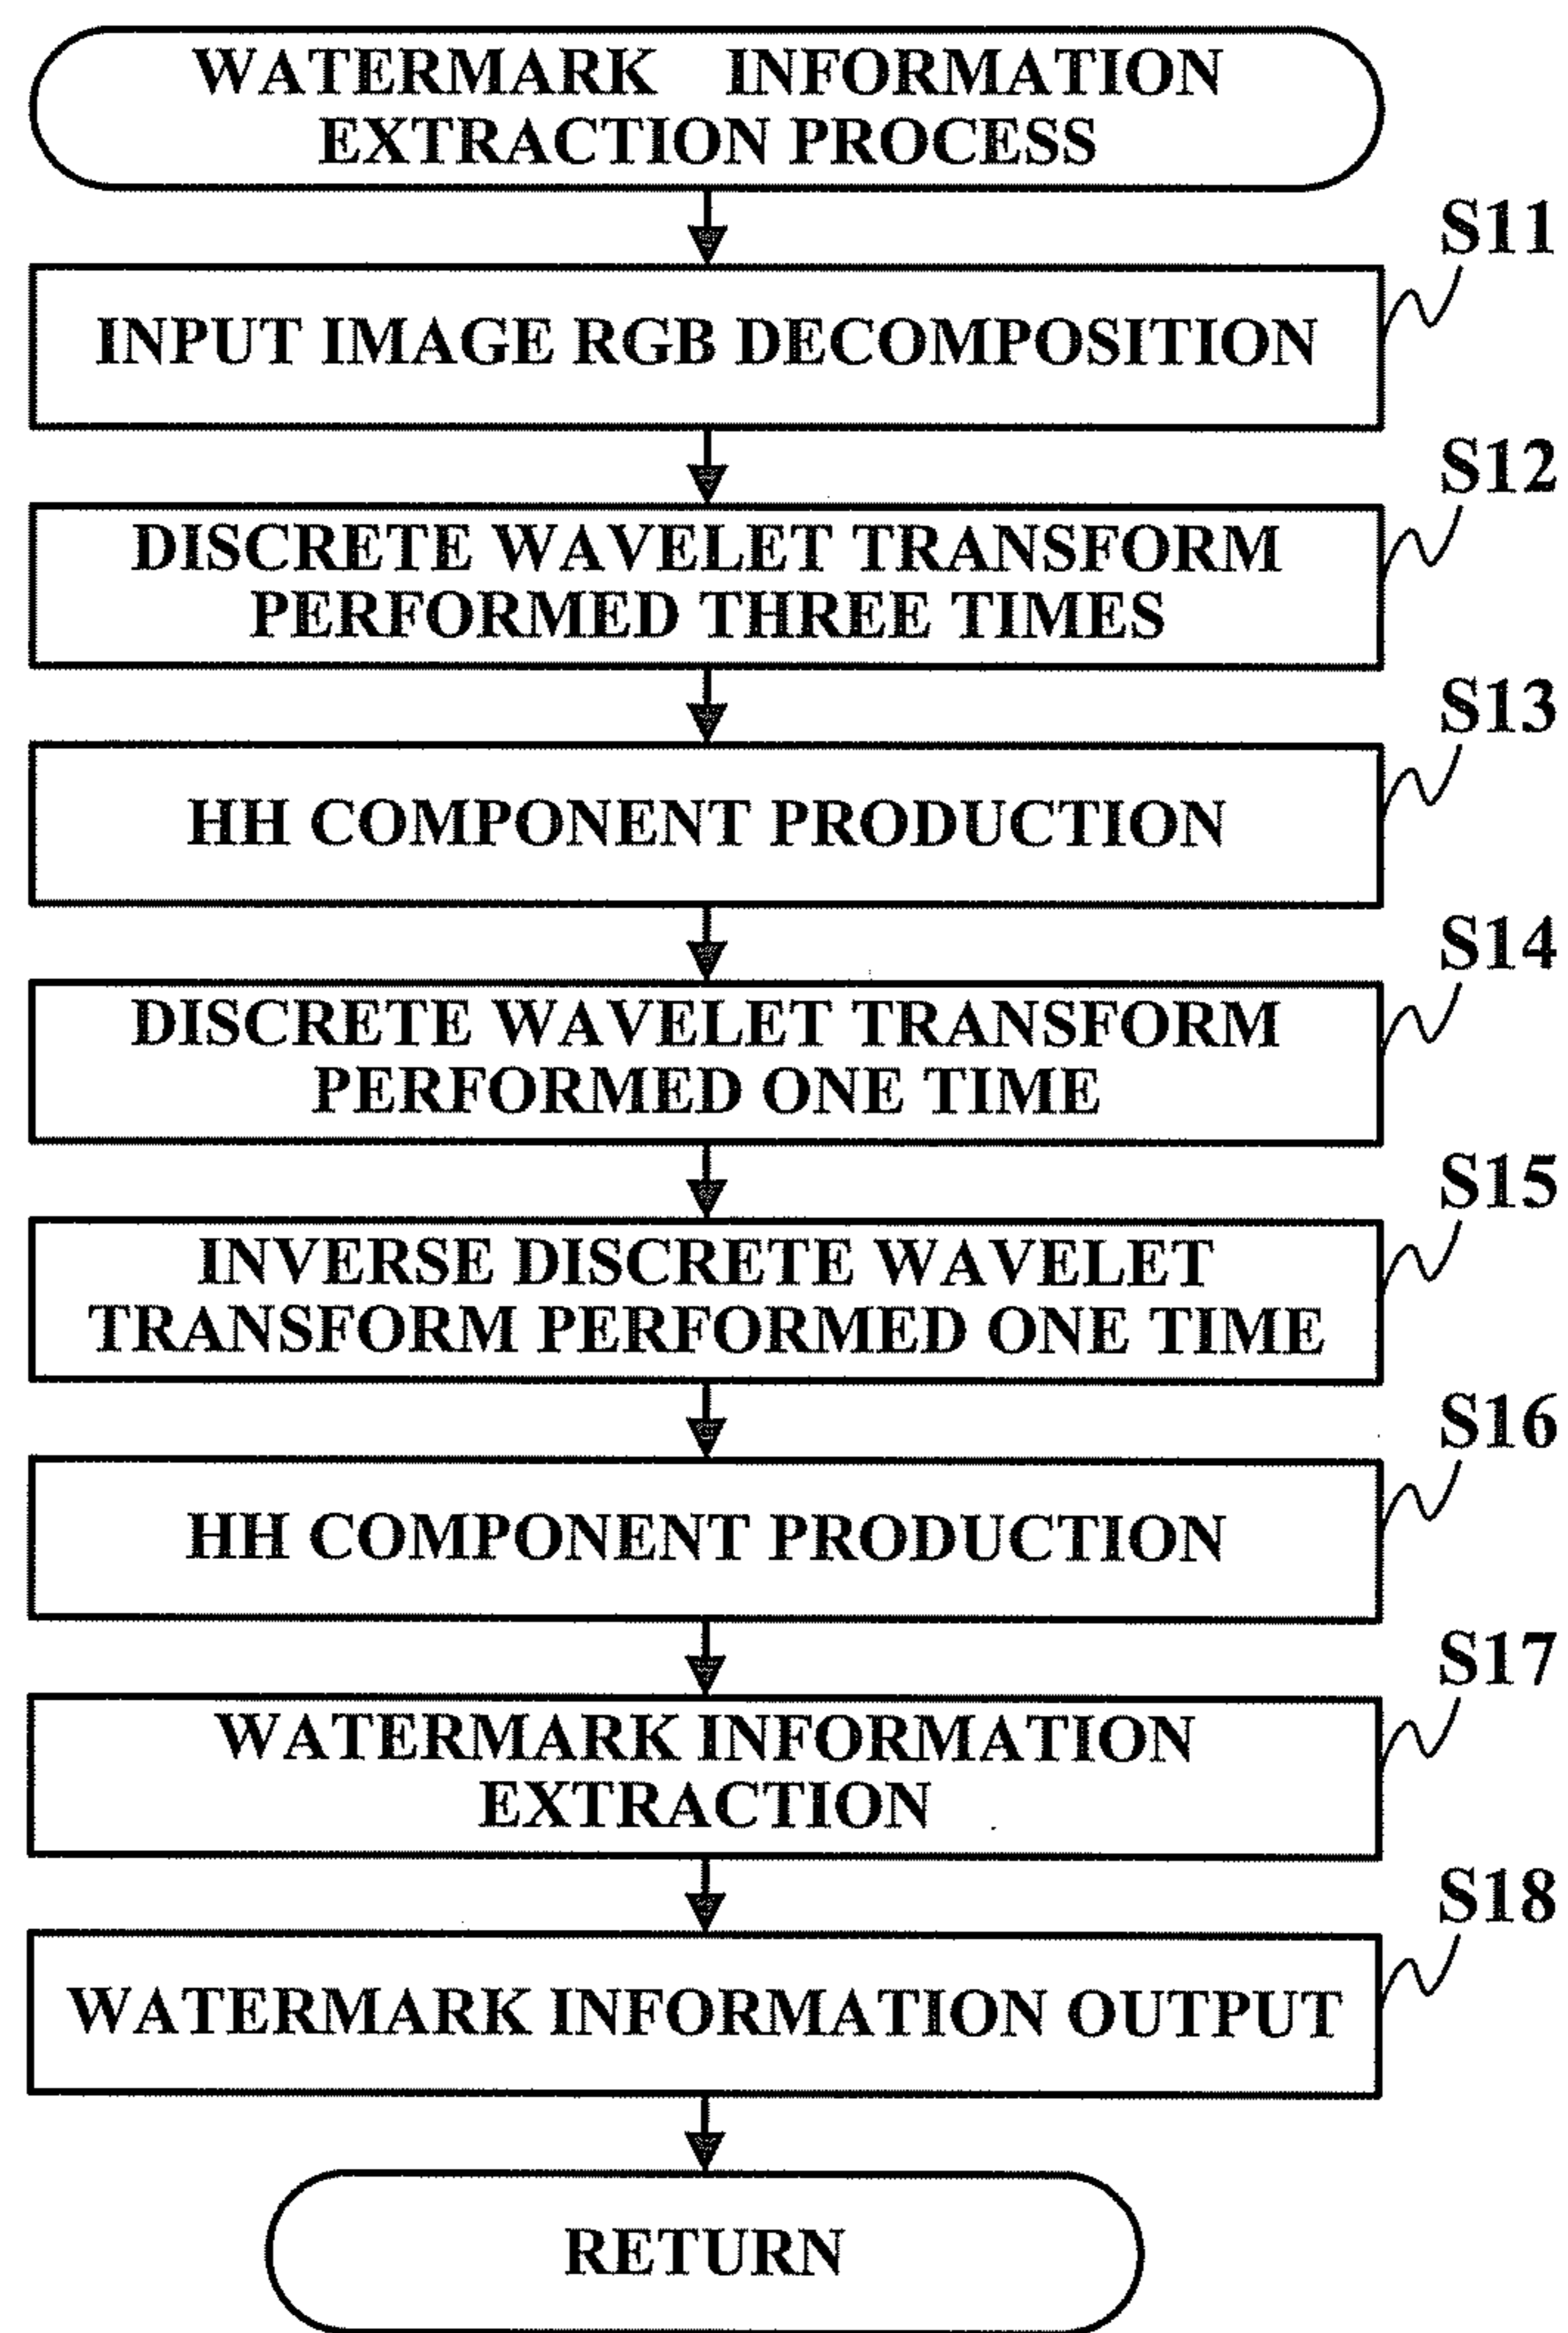 WATERMARK INFORMATION
EXTRACTION PROCESS
S11
INPUT IMAGE RGB DECOMPOSITION
S12
DISCRETE WAVELET TRANSFORM
PERFORMED THREE TIMES
S13
HH COMPONENT PRODUCTION
S14
DISCRETE WAVELET TRANSFORM
PERFORMED ONE TIME
S15
INVERSE DISCRETE WAVELET
TRANSFORM PERFORMED ONE TIME
S16
HH COMPONENT PRODUCTION
S17
WATERMARK INFORMATION
EXTRACTION
S18
WATERMARK INFORMATION OUTPUT
RETURN